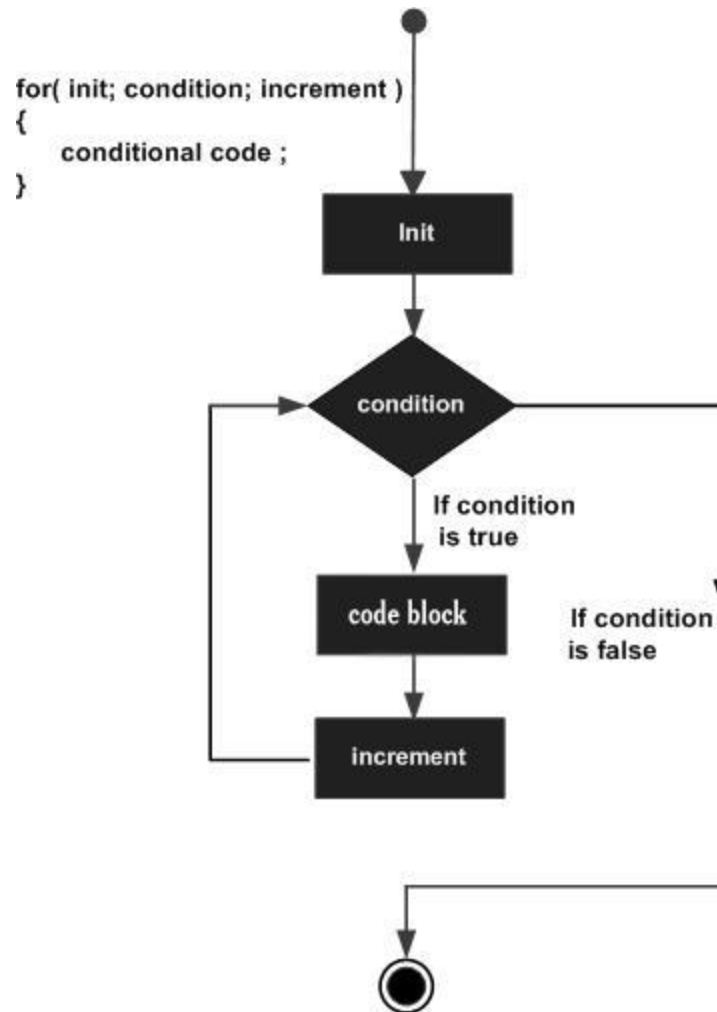 for( init; condition; increment )
{
conditional code ;
}
Init
condition
If condition
is true
code block
If condition
is false
increment